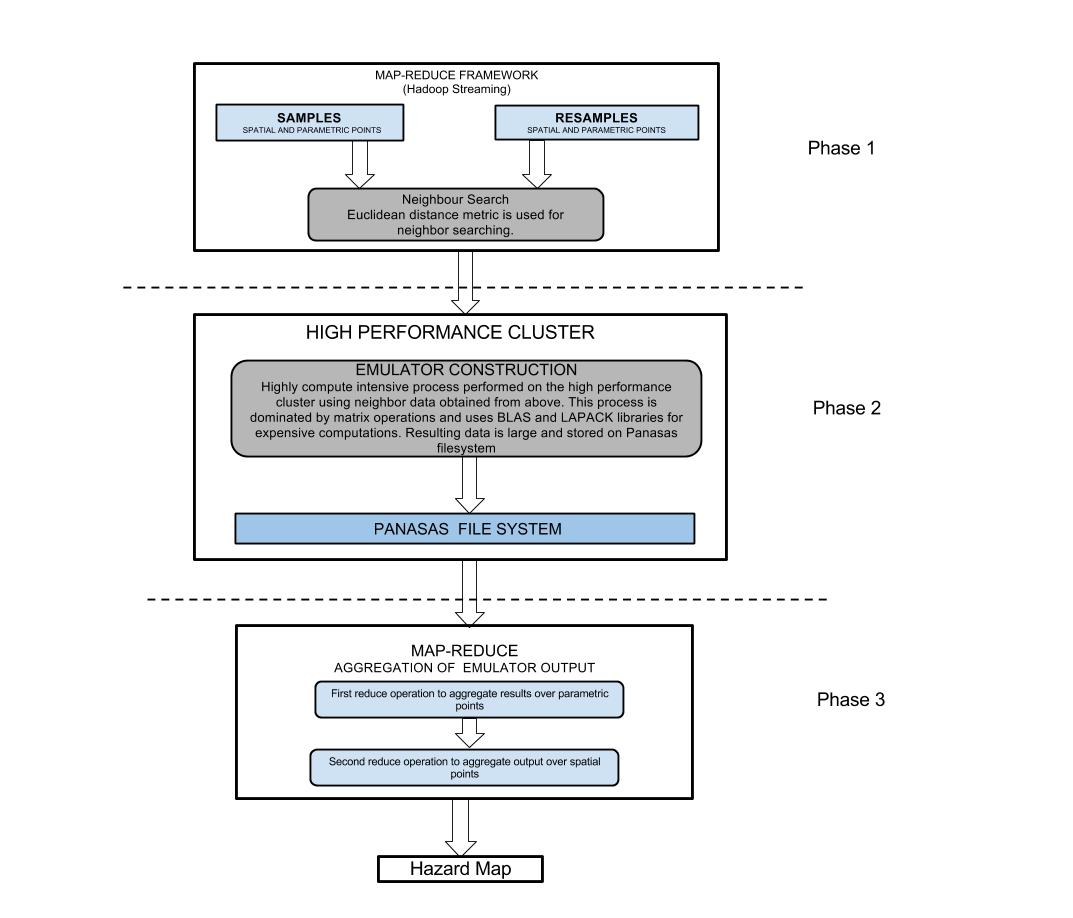 MAP-REDUCE FRAMEWORK
(Hadoop Streaming)
SAMPLES
SPATIAL AND PARAMETRIC POINTS
RESAMPLES
SPATIAL AND PARAMETRIC POINTS
Phase 1
Neighbour Search
Euclidean distance metric is used for
neighbor searching.
HIGH PERFORMANCE CLUSTER
EMULATOR CONSTRUCTION
Highly compute intensive process performed on the high performance
cluster using neighbor data obtained from above. This process is
dominated by matrix operations and uses BLAS and LAPACK libraries for
expensive computations. Resulting data is large and stored on Panasas
filesystem
Phase 2
PANASAS FILE SYSTEM
MAP-REDUCE
AGGREGATION OF EMULATOR OUTPUT
First reduce operation to aggregate results over parametric
points
Phase 3
Second reduce operation to aggregate output over spatial
points
Hazard Map